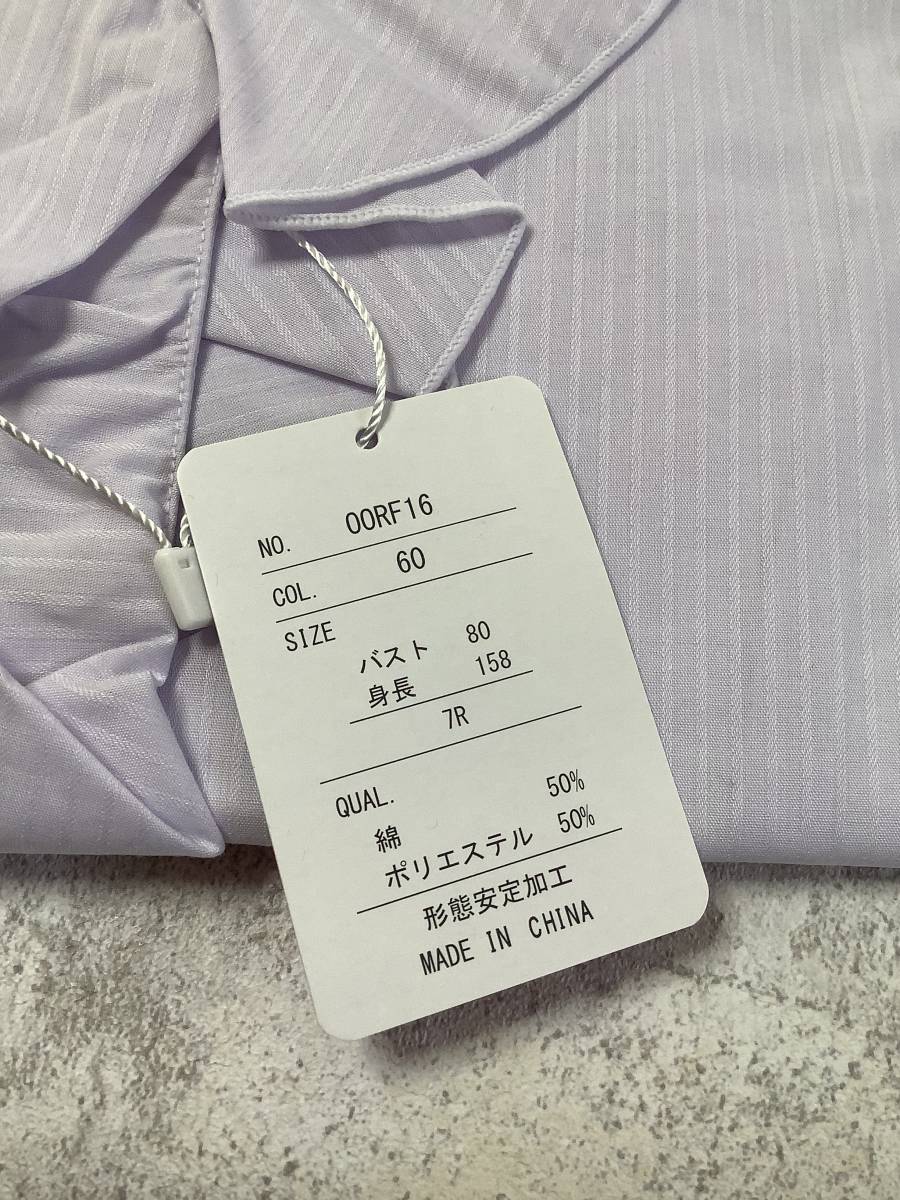 NO. 00RF16
COL. 60
SIZE
バスト 80
身長 158
7R
QUAL.
綿 50%
ポリエステル 50%
形態安定加工
MADE IN CHINA